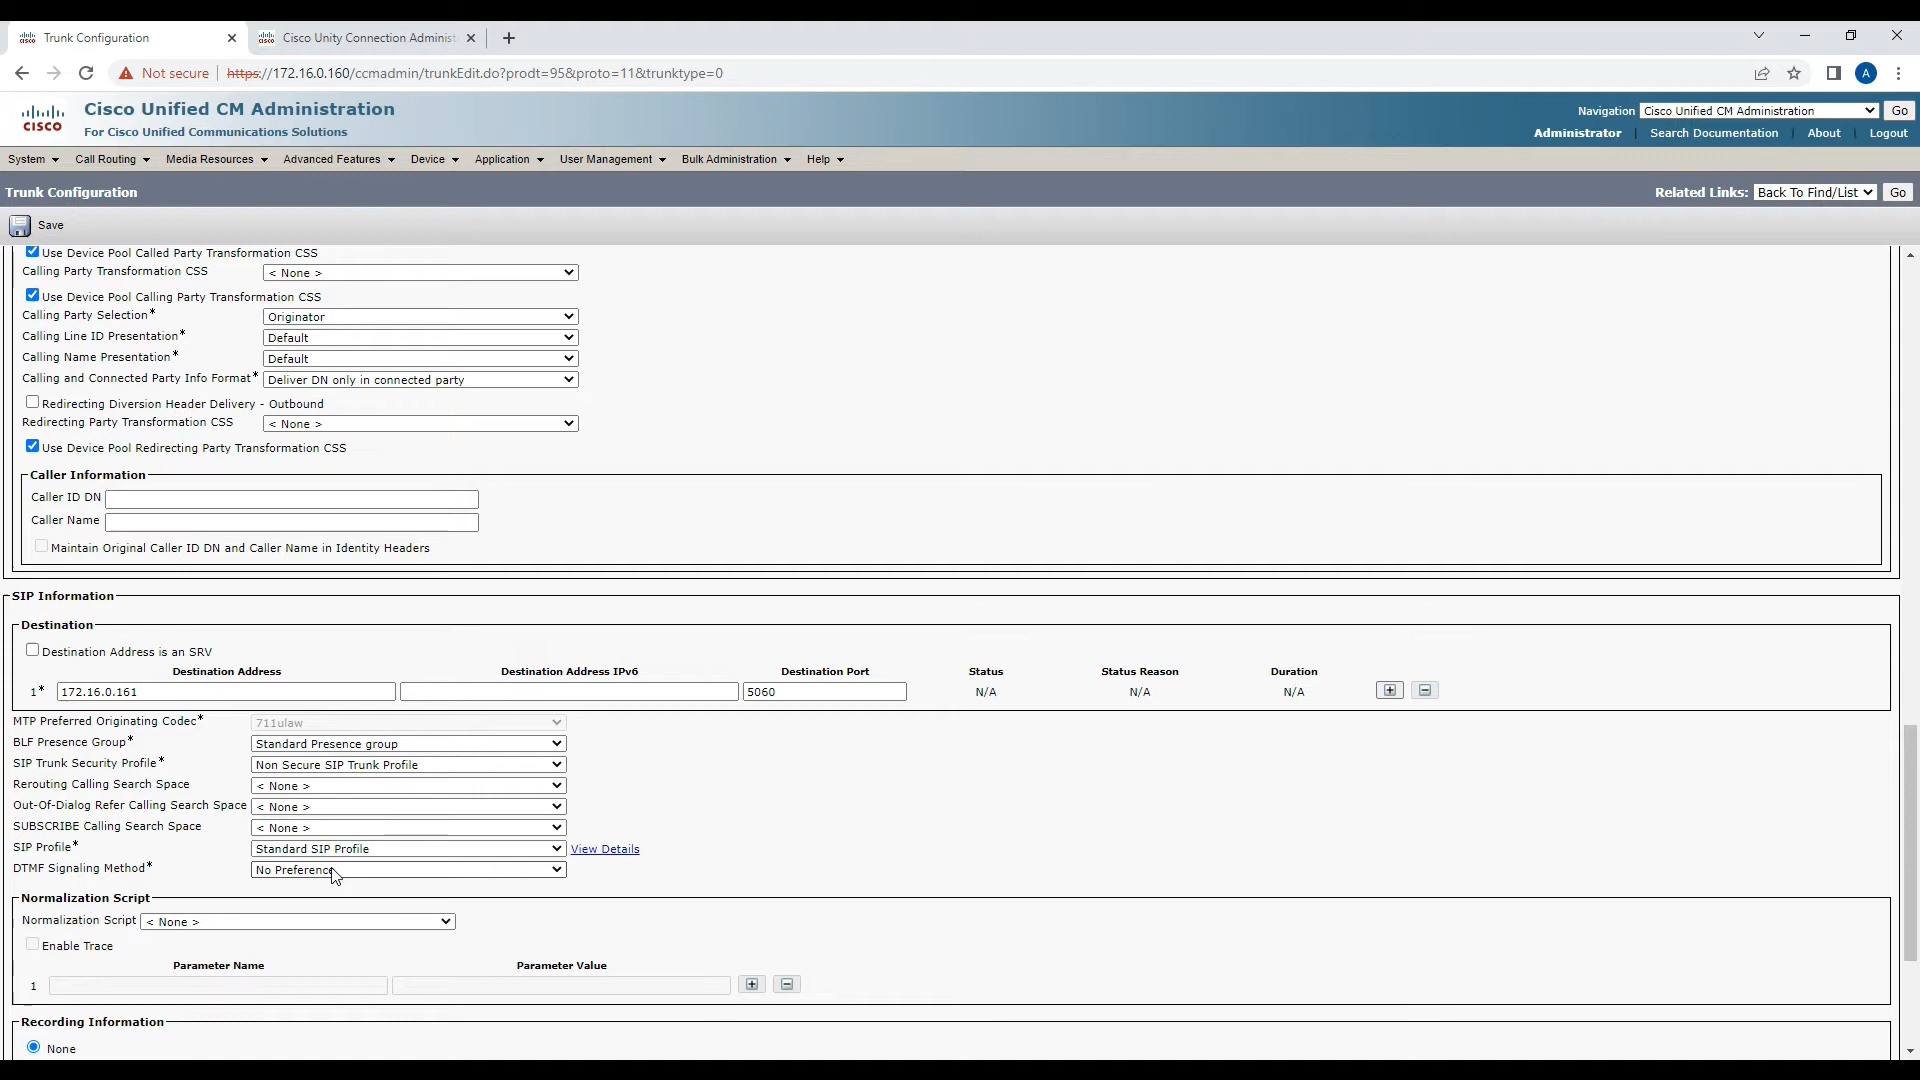 Trunk Configuration
Cisco Unity Connection Administ
Not secure https://172.16.0.160/ccmadmin/trunkEdit.do?prodt=95&proto=11&trunktype=0
A
CISCO
Cisco Unified CM Administration
For Cisco Unified Communications Solutions
Navigation Cisco Unified CM Administration Go
Administrator | Search Documentation | About | Logout
System Call Routing Media Resources Advanced Features Device Application User Management Bulk Administration Help
Trunk Configuration
Related Links: Back To Find/List Go
Save
Use Device Pool Called Party Transformation CSS
Calling Party Transformation CSS < None >
Use Device Pool Calling Party Transformation CSS
Calling Party Selection* Originator
Calling Line ID Presentation* Default
Calling Name Presentation* Default
Calling and Connected Party Info Format* Deliver DN only in connected party
Redirecting Diversion Header Delivery - Outbound
Redirecting Party Transformation CSS < None >
Use Device Pool Redirecting Party Transformation CSS
Caller Information
Caller ID DN
Caller Name
Maintain Original Caller ID DN and Caller Name in Identity Headers
SIP Information
Destination
Destination Address is an SRV
Destination Address Destination Address IPv6 Destination Port Status Status Reason Duration
1* 172.16.0.161 5060 N/A N/A N/A
MTP Preferred Originating Codec* 711ulaw
BLF Presence Group* Standard Presence group
SIP Trunk Security Profile* Non Secure SIP Trunk Profile
Rerouting Calling Search Space < None >
Out-Of-Dialog Refer Calling Search Space < None >
SUBSCRIBE Calling Search Space < None >
SIP Profile* Standard SIP Profile View Details
DTMF Signaling Method* No Preference
Normalization Script
Normalization Script < None >
Enable Trace
Parameter Name Parameter Value
1
Recording Information
None